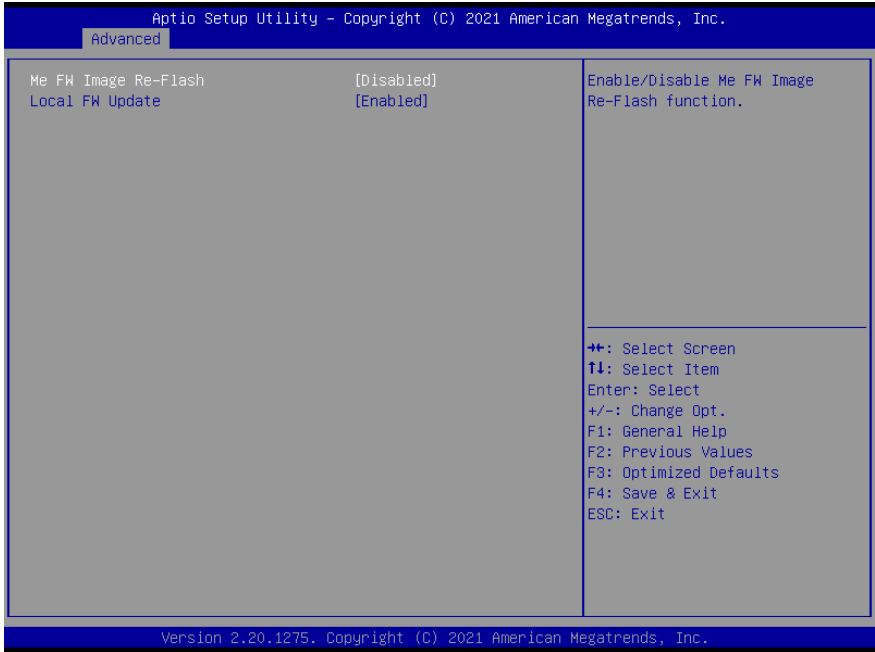 Aptio Setup Utility – Copyright (C) 2021 American Megatrends, Inc.
Advanced
Me FW Image Re-Flash [Disabled]
Local FW Update [Enabled]
Enable/Disable Me FW Image
Re-Flash function.
→←: Select Screen
↑↓: Select Item
Enter: Select
+/-: Change Opt.
F1: General Help
F2: Previous Values
F3: Optimized Defaults
F4: Save & Exit
ESC: Exit
Version 2.20.1275. Copyright (C) 2021 American Megatrends, Inc.